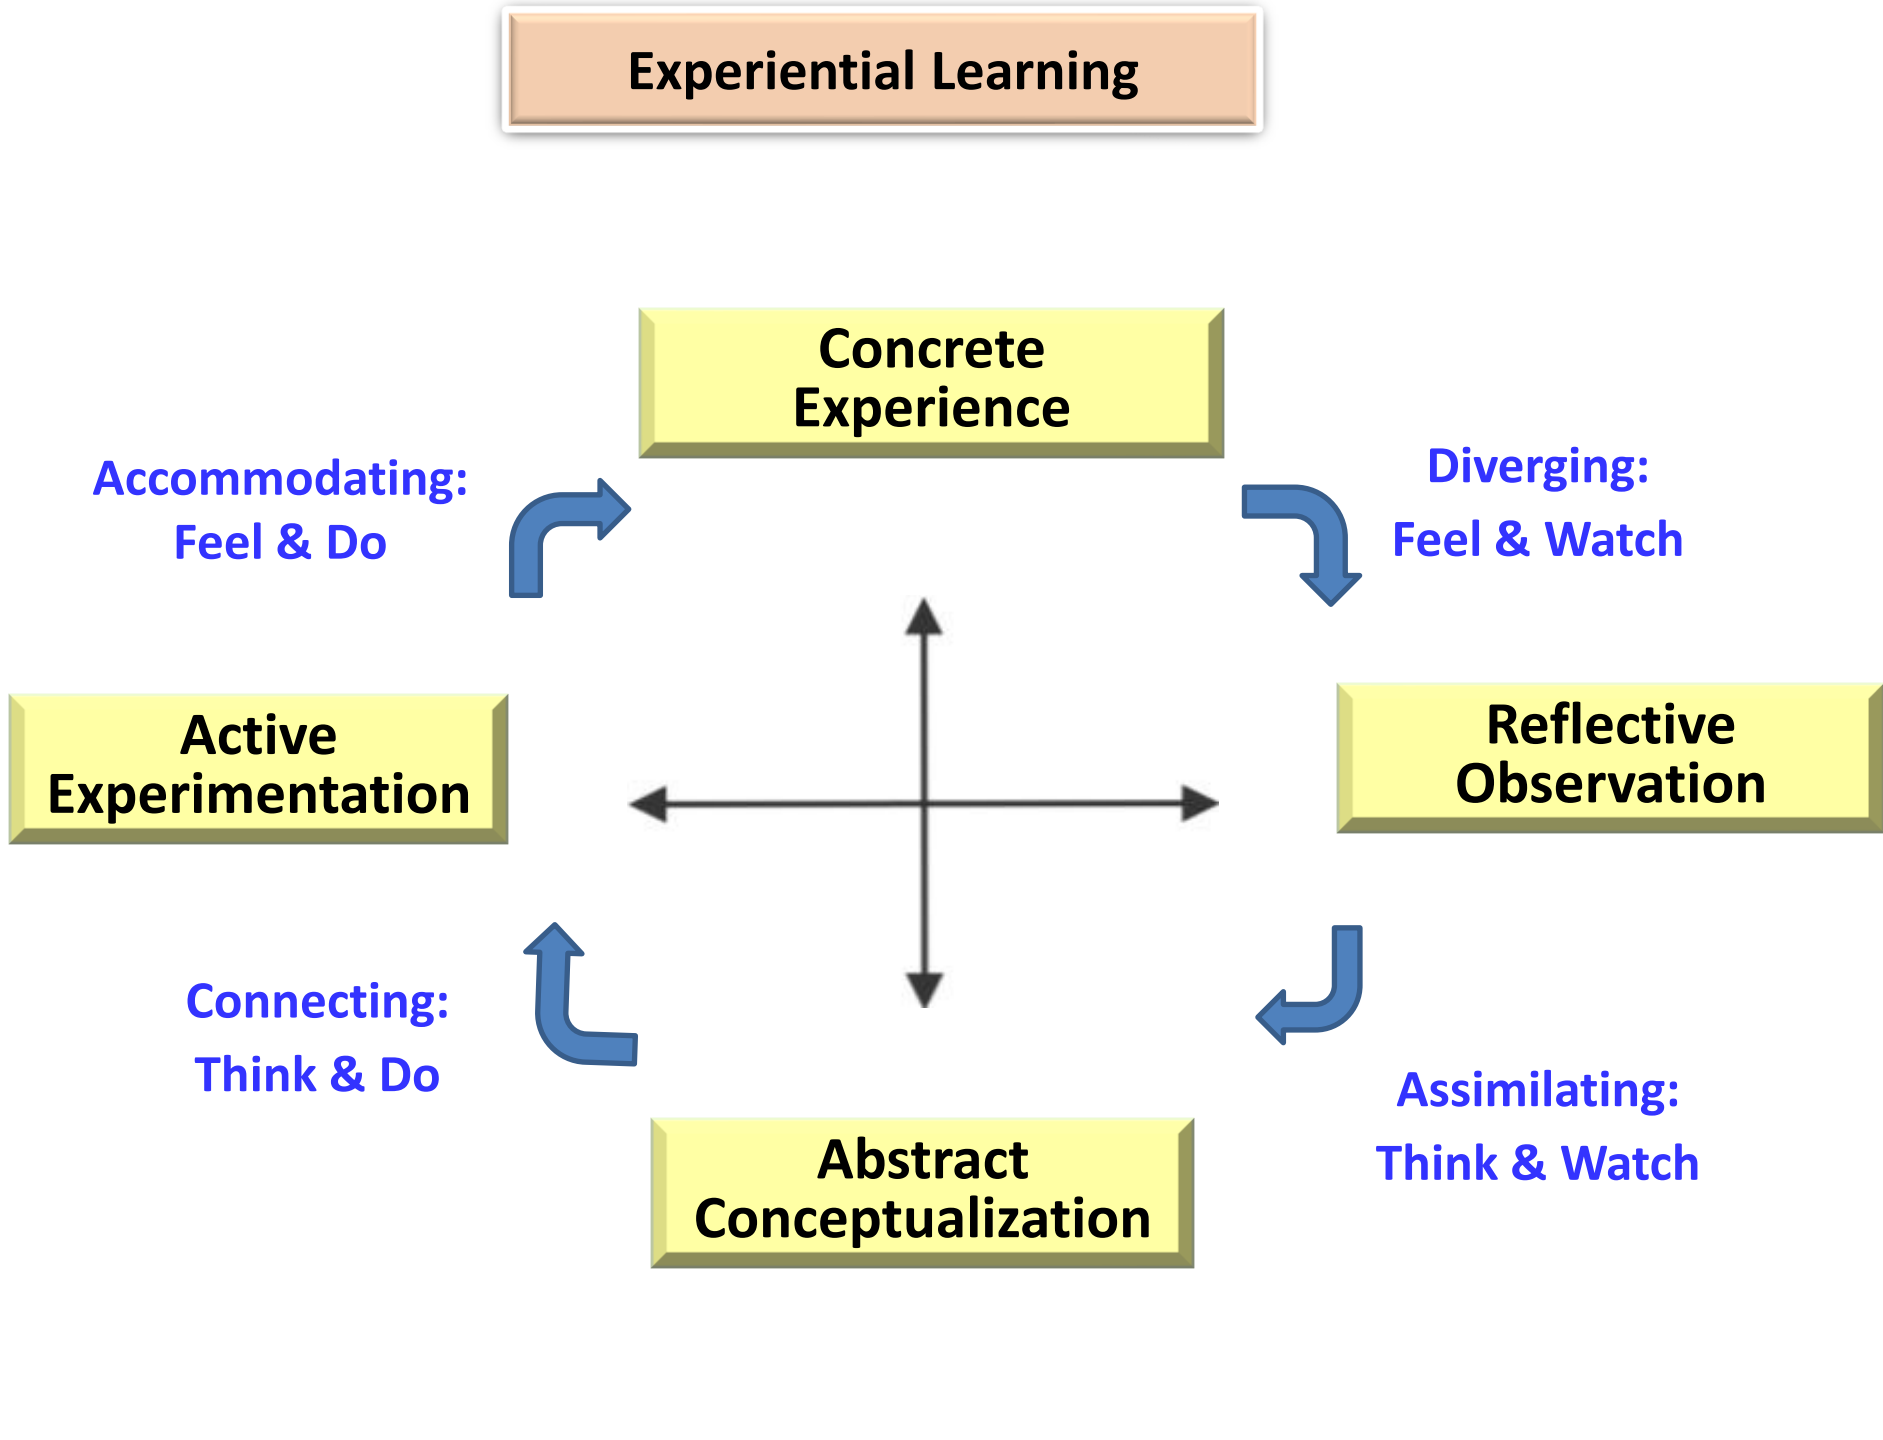 Experiential Learning
Concrete
Experience
Accommodating:
Feel & Do
Diverging:
Feel & Watch
Active
Experimentation
Reflective
Observation
Connecting:
Think & Do
Assimilating:
Think & Watch
Abstract
Conceptualization